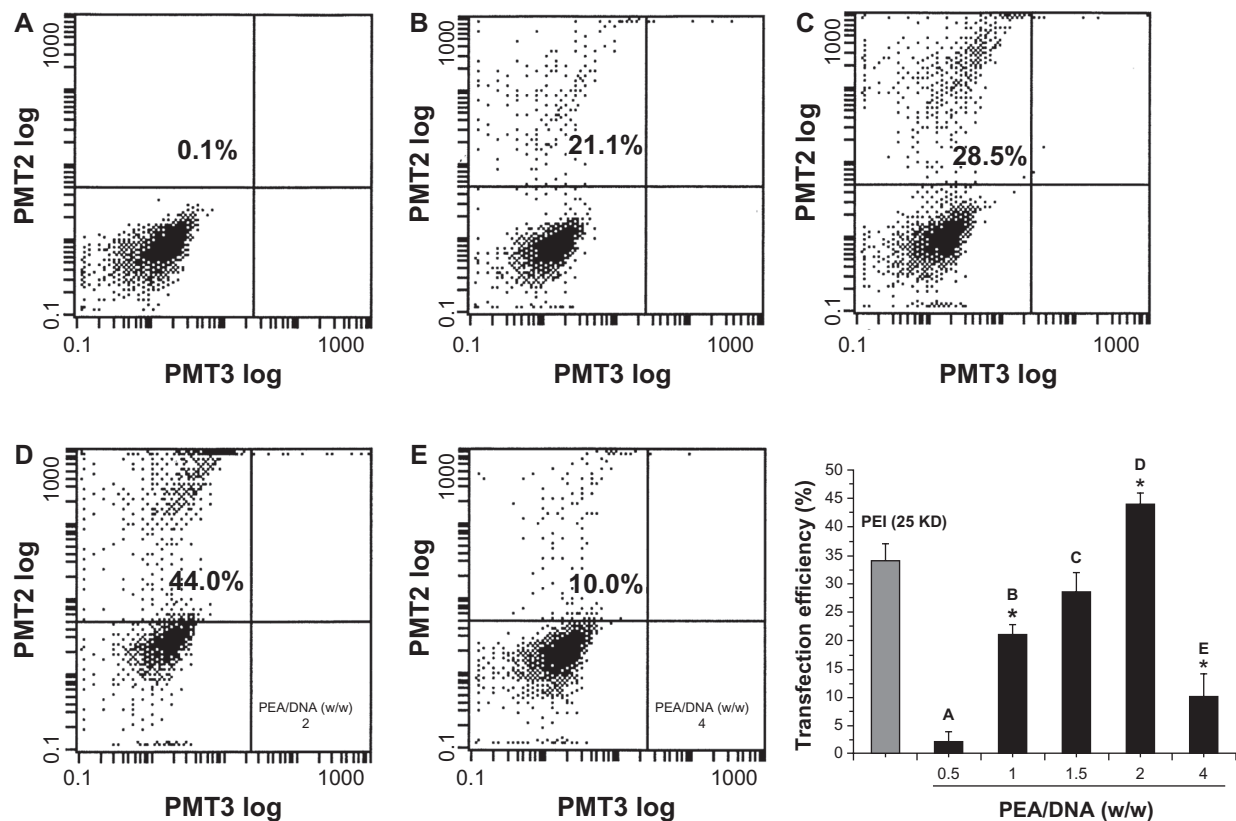 A
1000
PMT2 log
0.1%
0.1
0.1
1000
PMT3 log
B
1000
PMT2 log
21.1%
0.1
0.1
1000
PMT3 log
C
1000
PMT2 log
28.5%
0.1
0.1
1000
PMT3 log
D
1000
PMT2 log
44.0%
PEA/DNA (w/w)
2
0.1
0.1
1000
PMT3 log
E
1000
PMT2 log
10.0%
PEA/DNA (w/w)
4
0.1
0.1
1000
PMT3 log
Transfection efficiency (%)
50
45
40
35
30
25
20
15
10
5
0
PEI (25 KD)
A
B
*
C
D
*
E
*
0.5 1 1.5 2 4
PEA/DNA (w/w)